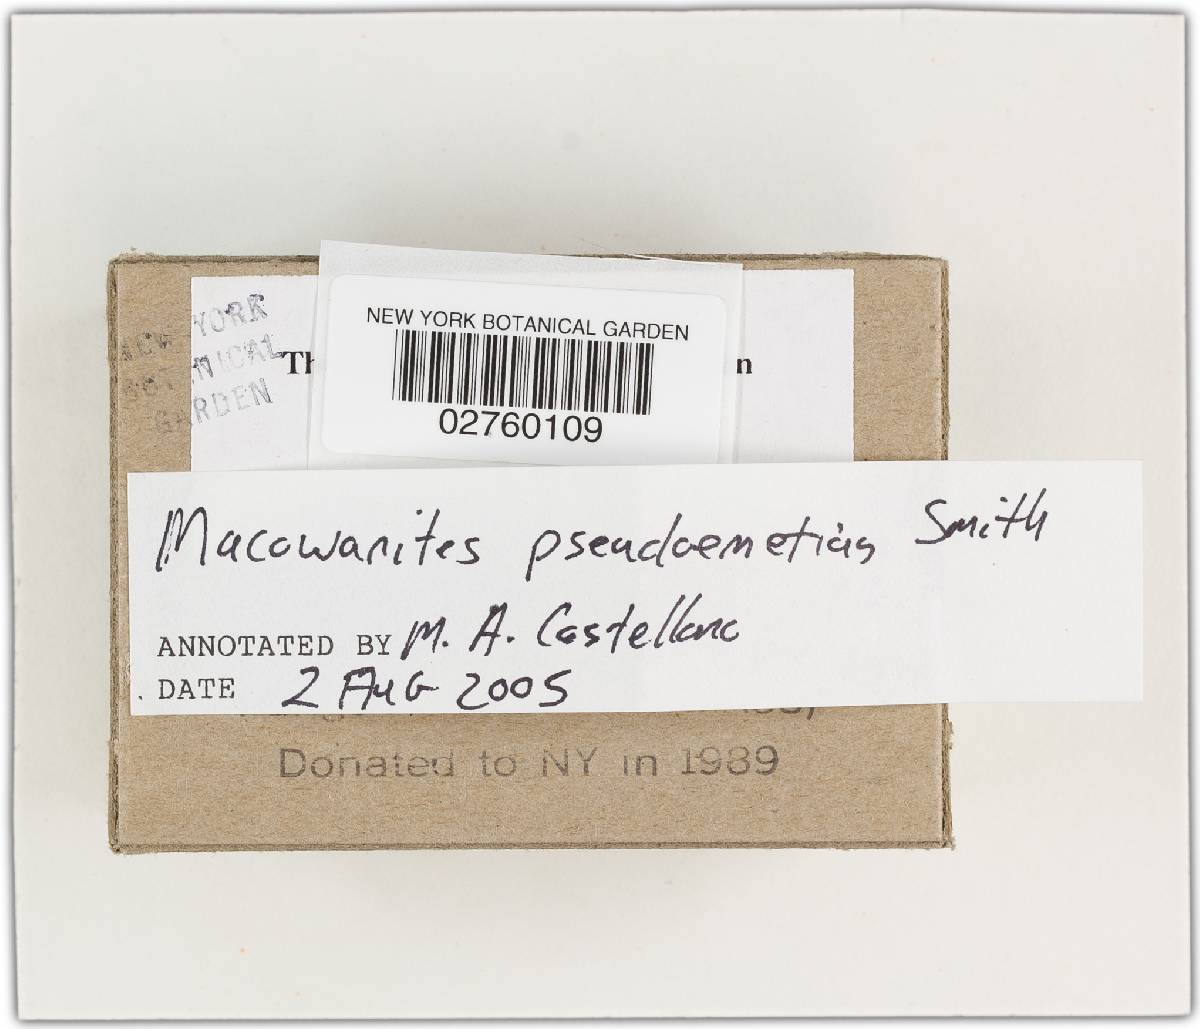 NEW YORK
BOTANICAL
GARDEN
NEW YORK BOTANICAL GARDEN
02760109
Macowanites pseudoemeticus Smith
ANNOTATED BY M. A. Castellano
DATE 2 AUG 2005
Donated to NY in 1989